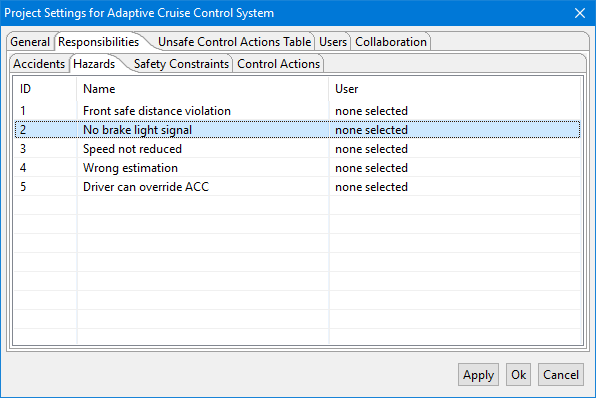 Project Settings for Adaptive Cruise Control System
General Responsibilities Unsafe Control Actions Table Users Collaboration
Accidents Hazards Safety Constraints Control Actions
ID Name User
1 Front safe distance violation none selected
2 No brake light signal none selected
3 Speed not reduced none selected
4 Wrong estimation none selected
5 Driver can override ACC none selected
Apply Ok Cancel